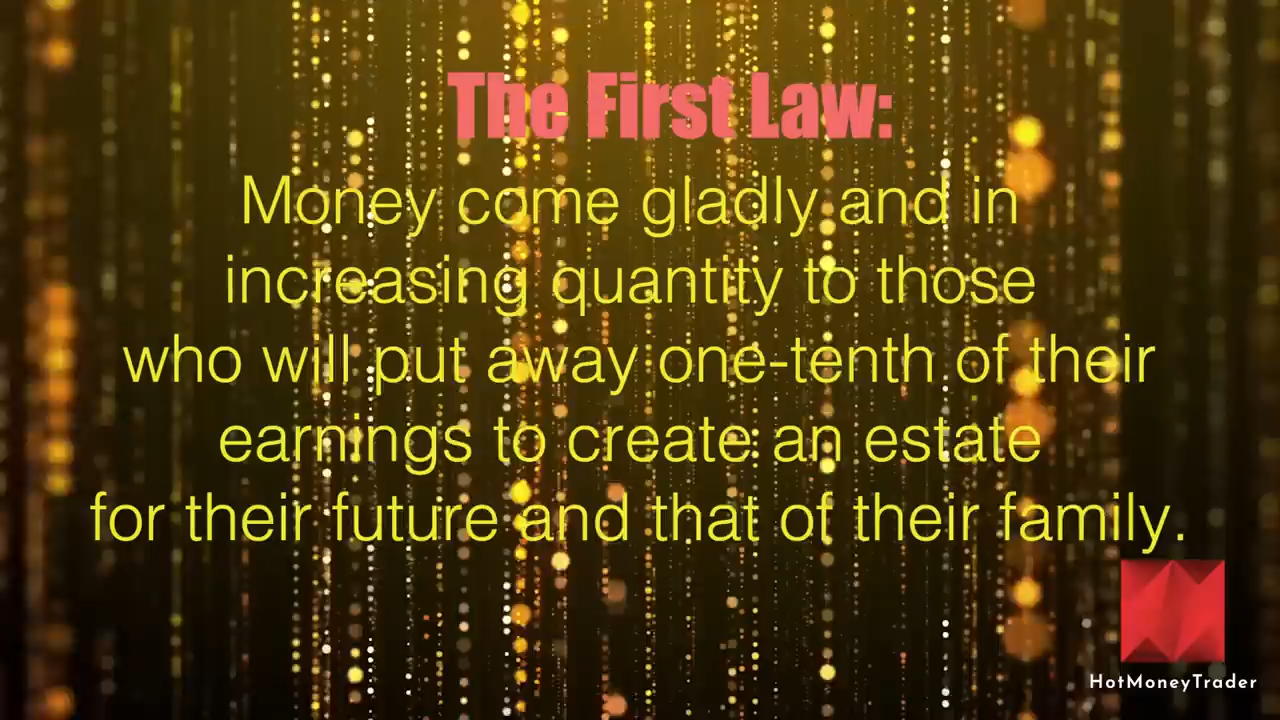 The First Law:
Money come gladly and in
increasing quantity to those
who will put away one-tenth of their
earnings to create an estate
for their future and that of their family.
HotMoneyTrader